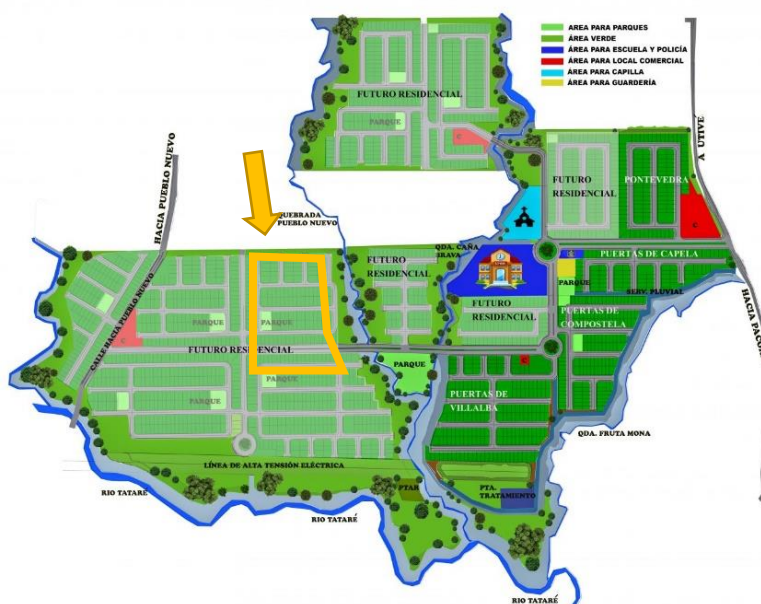 ÁREA PARA PARQUES
ÁREA VERDE
ÁREA PARA ESCUELA Y POLICÍA
ÁREA PARA LOCAL COMERCIAL
ÁREA PARA CAPILLA
ÁREA PARA GUARDERÍA
FUTURO RESIDENCIAL
PARQUE
C
A UTIVÉ
HACIA PUEBLO NUEVO
FUTURO
RESIDENCIAL
PONTEVEDRA
C
QUEBRADA
PUEBLO NUEVO
QDA. CAÑA
BRAVA
FUTURO
RESIDENCIAL
PUERTAS DE CAPELA
PARQUE
SERV. PLUVIAL
HACIA PACORA
CALLE HACIA PUEBLO NUEVO
PARQUE
PARQUE
FUTURO
RESIDENCIAL
PUERTAS DE
COMPOSTELA
C
FUTURO RESIDENCIAL
PARQUE
PARQUE
C
PARQUE
PUERTAS DE
VILLALBA
QDA. FRUTA MONA
LÍNEA DE ALTA TENSIÓN ELÉCTRICA
PTAR
PTA.
TRATAMIENTO
RIO TATARÉ
RIO TATARÉ
RIO TATARÉ